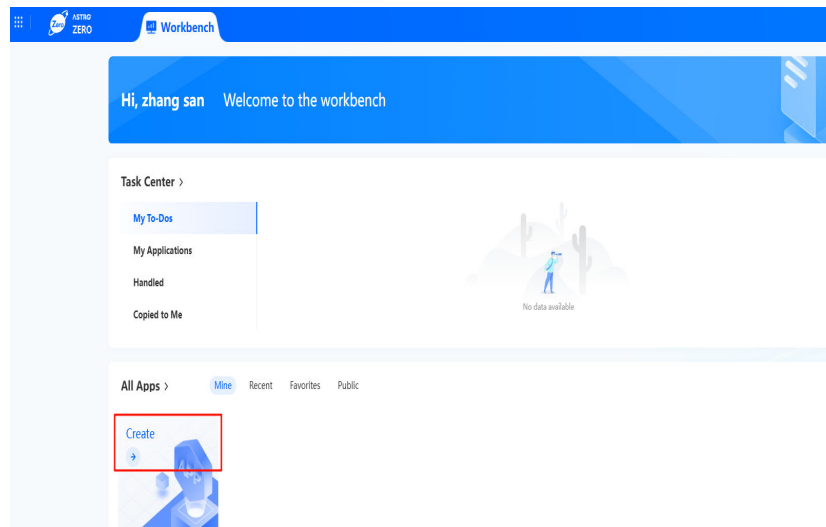 Zero
ASTRO
ZERO
Workbench
Hi, zhang san Welcome to the workbench
Task Center >
My To-Dos
My Applications
Handled
Copied to Me
No data available
All Apps > Mine Recent Favorites Public
Create